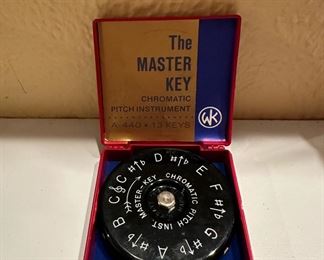 The
MASTER
KEY
CHROMATIC
PITCH INSTRUMENT
A-440 • 13 KEYS
WK
C C ♯↑♭ D ♯↑♭ E F ♯↑♭ G ♯↑♭ A ♯↑♭ B
MASTER-KEY CHROMATIC PITCH INST